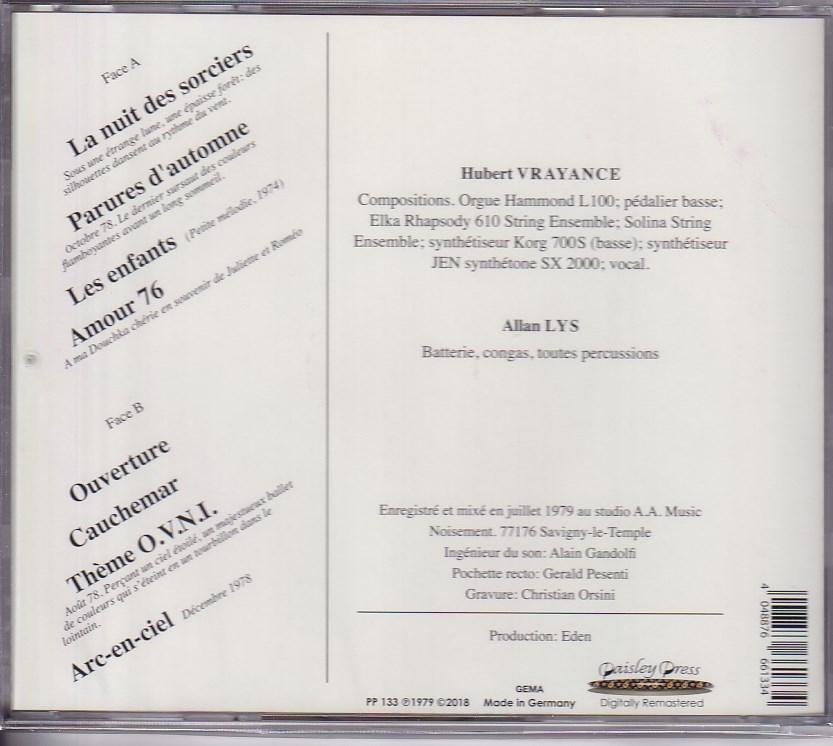 Face A
La nuit des sorciers
Sous une étrange lune, une épaisse forêt: des
silhouettes dansent au rythme du vent.
Parures d'automne
octobre 78. Le dernier sursaut des couleurs
flamboyantes avant un long sommeil.
Les enfants (Petite mélodie, 1974)
Amour 76
A ma Douchka chérie en souvenir de Juliette et Roméo
Face B
Ouverture
Cauchemar
Thème O.V.N.I.
Août 78. Perçant un ciel étoilé, un majestueux ballet
de couleurs qui s'éteint en un tourbillon dans le
lointain.
Arc-en-ciel Décembre 1978
Hubert VRAYANCE
Compositions. Orgue Hammond L100; pédalier basse;
Elka Rhapsody 610 String Ensemble; Solina String
Ensemble; synthétiseur Korg 700S (basse); synthétiseur
JEN synthétone SX 2000; vocal.
Allan LYS
Batterie, congas, toutes percussions
Enregistré et mixé en juillet 1979 au studio A.A. Music
Noisement. 77176 Savigny-le-Temple
Ingénieur du son: Alain Gandolfi
Pochette recto: Gerald Pesenti
Gravure: Christian Orsini
Production: Eden
GEMA
PP 133 ℗1979 ©2018 Made in Germany
Paisley Press
Digitally Remastered
4 048876 661334